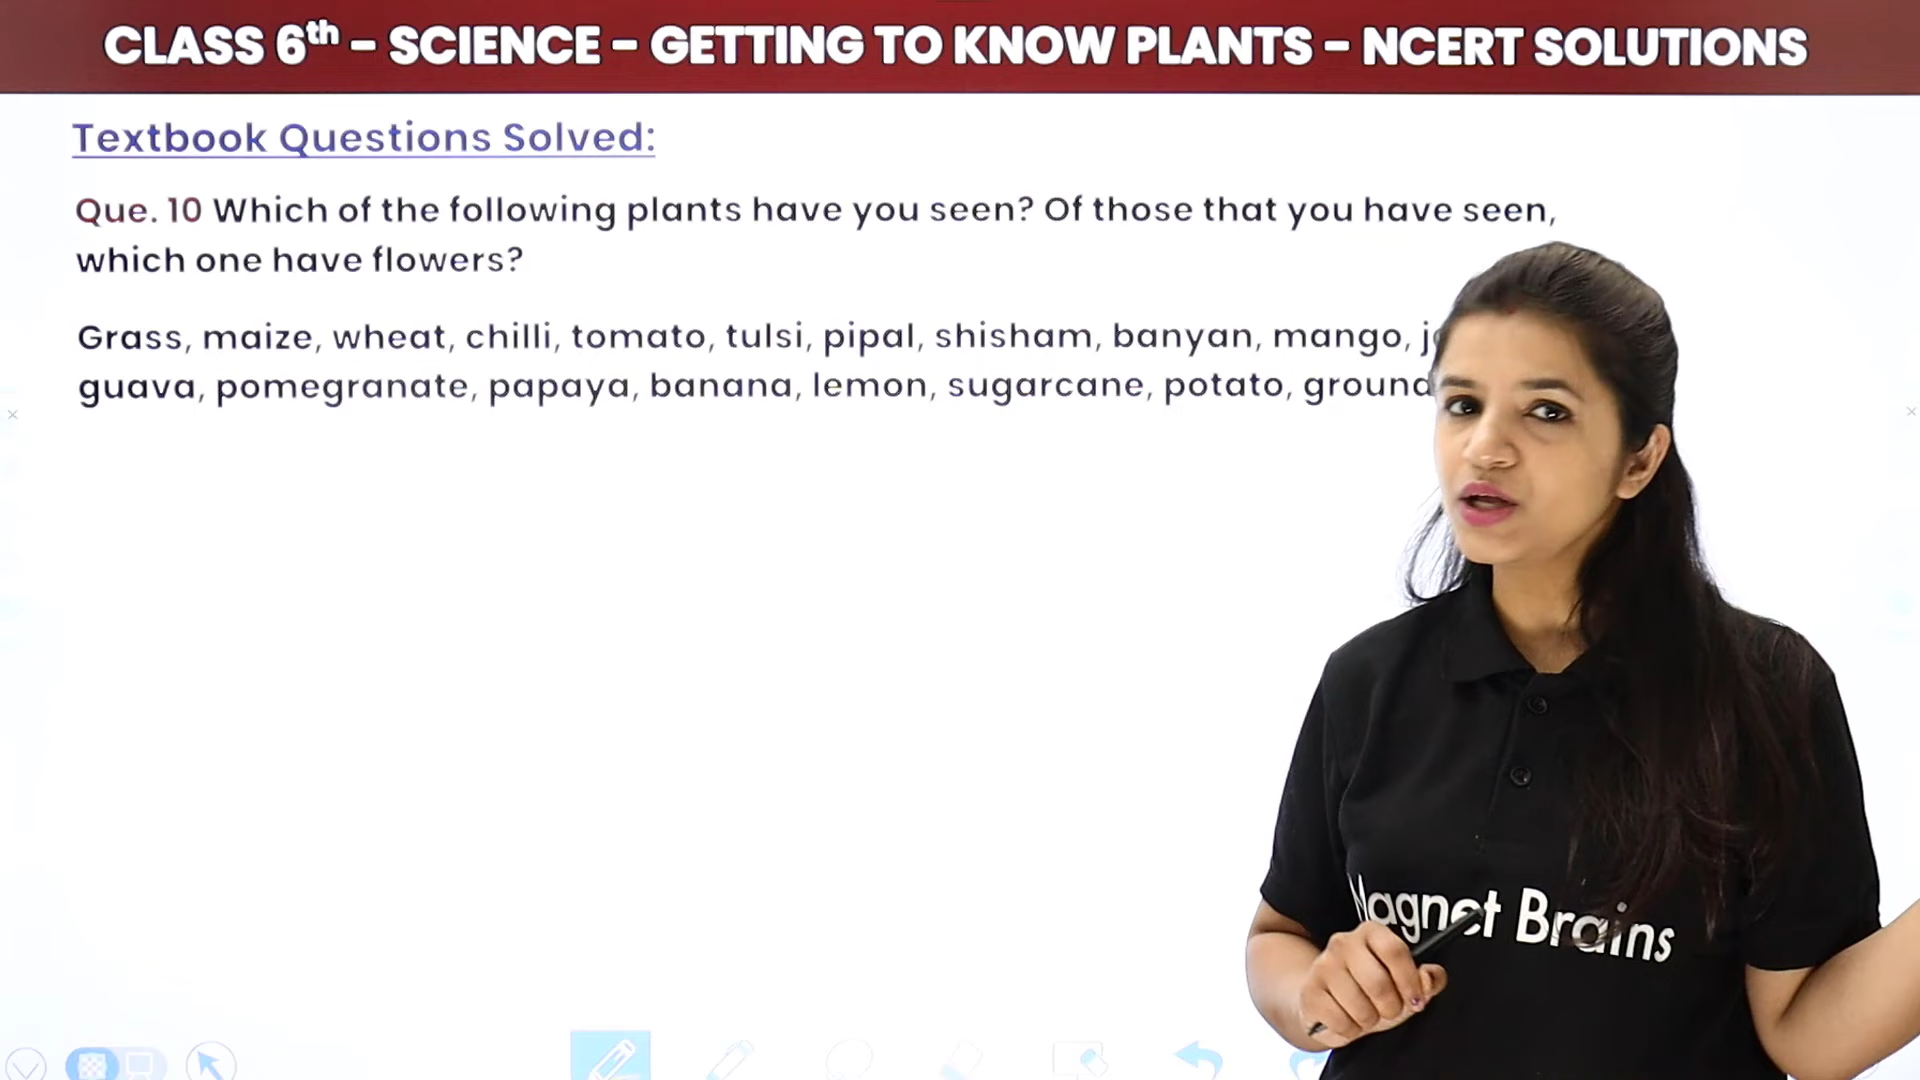 CLASS 6th - SCIENCE - GETTING TO KNOW PLANTS - NCERT SOLUTIONS
Textbook Questions Solved:
Que. 10 Which of the following plants have you seen? Of those that you have seen,
which one have flowers?
Grass, maize, wheat, chilli, tomato, tulsi, pipal, shisham, banyan, mango,
guava, pomegranate, papaya, banana, lemon, sugarcane, potato, ground
Magnet Brains